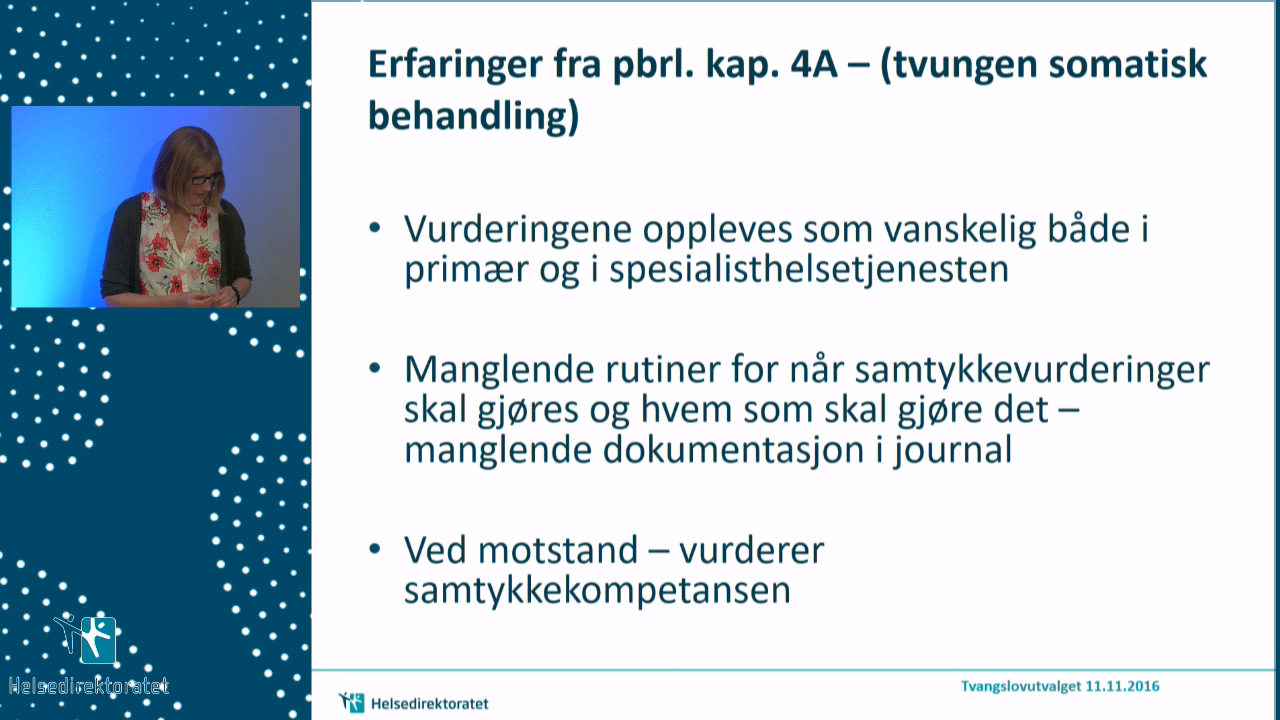 Erfaringer fra pbrl. kap. 4A – (tvungen somatisk
behandling)
• Vurderingene oppleves som vanskelig både i
primær og i spesialisthelsetjenesten
• Manglende rutiner for når samtykkevurderinger
skal gjøres og hvem som skal gjøre det –
manglende dokumentasjon i journal
• Ved motstand – vurderer
samtykkekompetansen
Helsedirektoratet
Tvangslovutvalget 11.11.2016
Helsedirektoratet